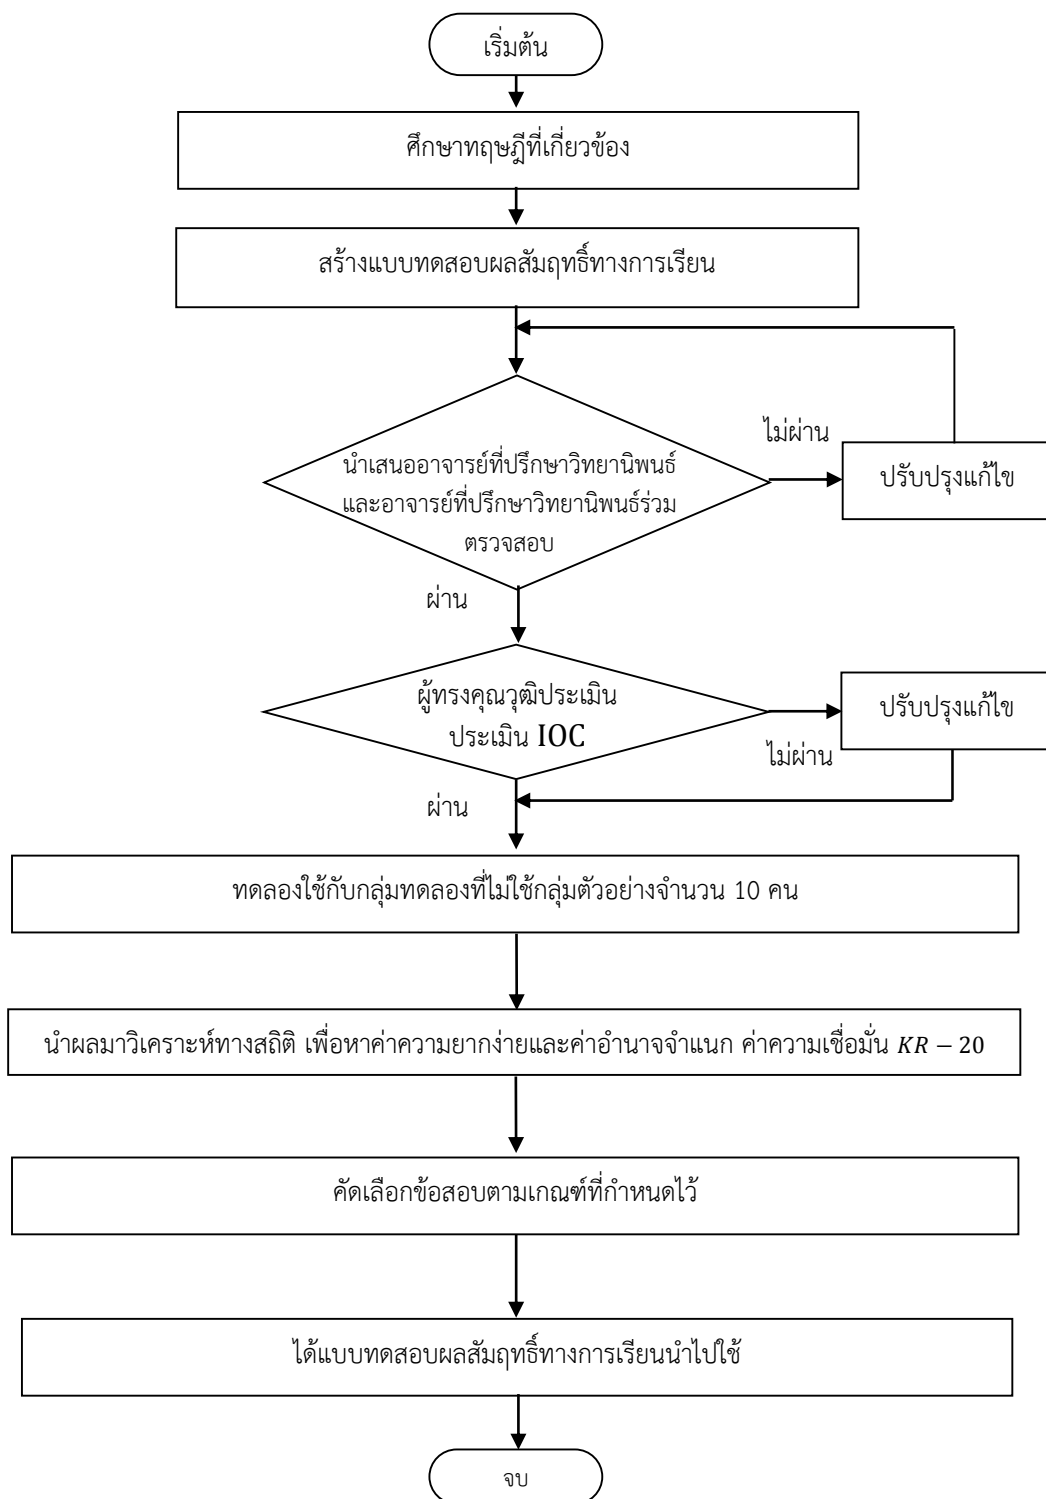 เริ่มต้น
ศึกษาทฤษฎีที่เกี่ยวข้อง
สร้างแบบทดสอบผลสัมฤทธิ์ทางการเรียน
นำเสนออาจารย์ที่ปรึกษาวิทยานิพนธ์
และอาจารย์ที่ปรึกษาวิทยานิพนธ์ร่วม
ตรวจสอบ
ไม่ผ่าน
ปรับปรุงแก้ไข
ผ่าน
ผู้ทรงคุณวุฒิประเมิน
ประเมิน IOC
ไม่ผ่าน
ปรับปรุงแก้ไข
ผ่าน
ทดลองใช้กับกลุ่มทดลองที่ไม่ใช้กลุ่มตัวอย่างจำนวน 10 คน
นำผลมาวิเคราะห์ทางสถิติ เพื่อหาค่าความยากง่ายและค่าอำนาจจำแนก ค่าความเชื่อมั่น KR – 20
คัดเลือกข้อสอบตามเกณฑ์ที่กำหนดไว้
ได้แบบทดสอบผลสัมฤทธิ์ทางการเรียนนำไปใช้
จบ